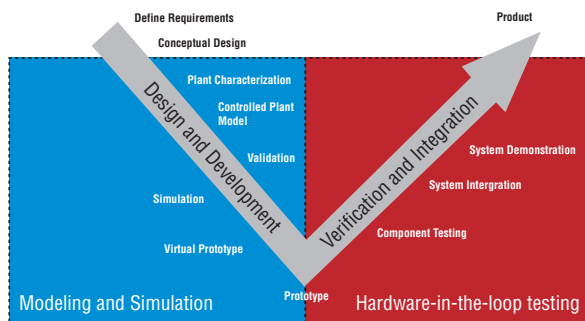 Define Requirements
Product
Conceptual Design
Plant Characterization
Controlled Plant
Model
Validation
Design and Development
Verification and Integration
System Demonstration
System Intergration
Simulation
Component Testing
Virtual Prototype
Prototype
Modeling and Simulation
Hardware-in-the-loop testing